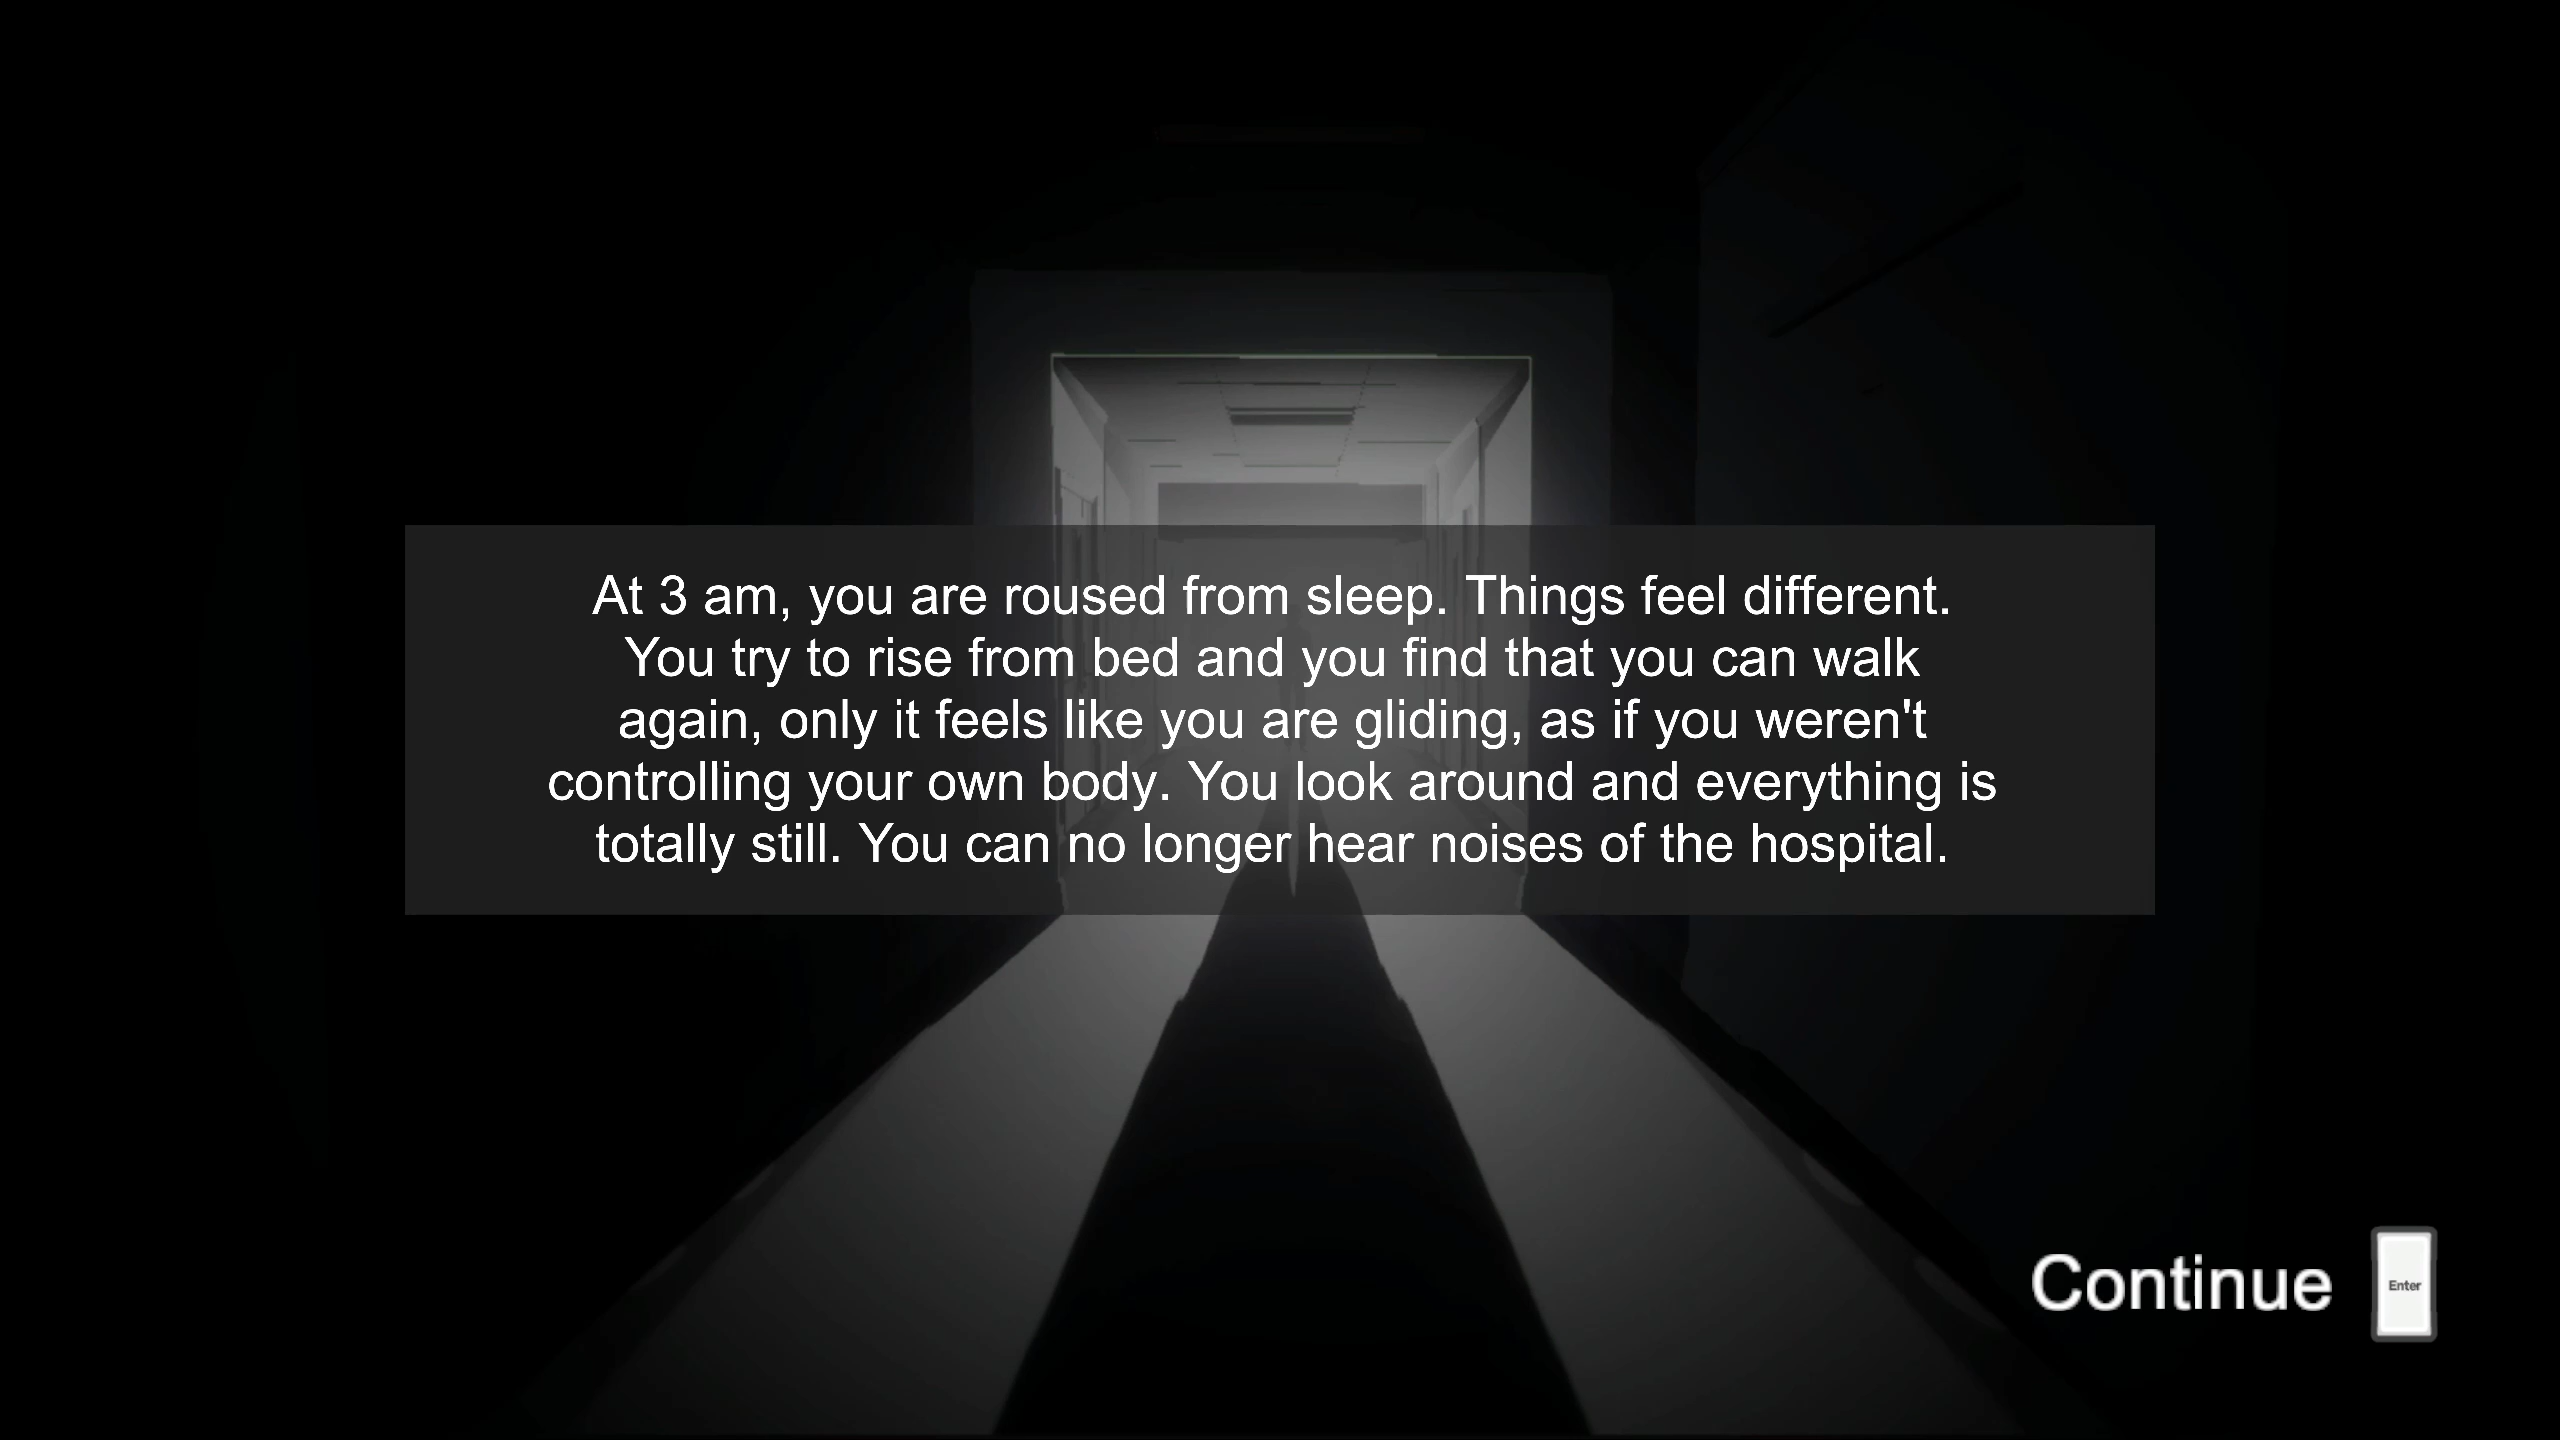 At 3 am, you are roused from sleep. Things feel different.
You try to rise from bed and you find that you can walk
again, only it feels like you are gliding, as if you weren't
controlling your own body. You look around and everything is
totally still. You can no longer hear noises of the hospital.
Continue
Enter